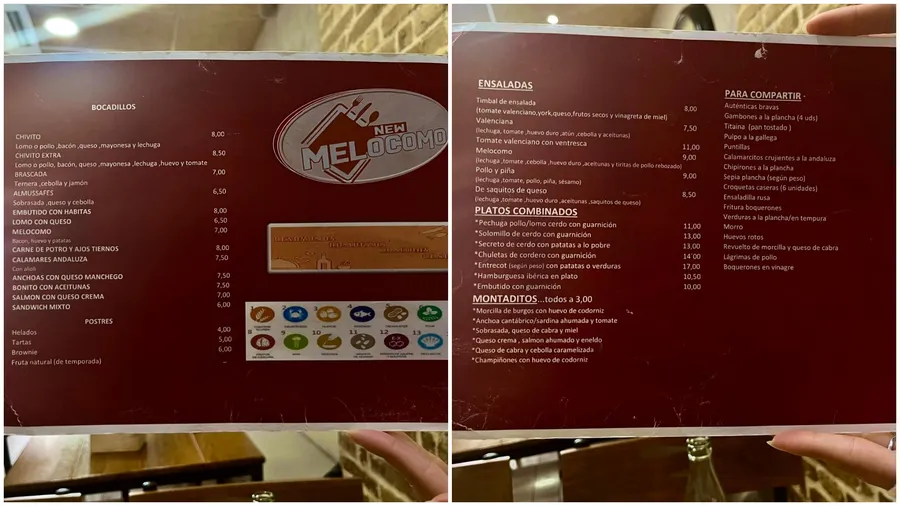 BOCADILLOS
CHIVITO 8,00
Lomo o pollo ,bacón ,queso ,mayonesa y lechuga
CHIVITO EXTRA 8,50
Lomo o pollo, bacón, queso ,mayonesa ,lechuga ,huevo y tomate
BRASCADA 7,00
Ternera ,cebolla y jamón
ALMUSSAFES 6,50
Sobrasada ,queso y cebolla
EMBUTIDO CON HABITAS 8,00
LOMO CON QUESO 6,50
MELOCOMO 7,00
Bacon, huevo y patatas
CARNE DE POTRO Y AJOS TIERNOS 8,00
CALAMARES ANDALUZA 7,50
Con alioli
ANCHOAS CON QUESO MANCHEGO 7,50
BONITO CON ACEITUNAS 7,50
SALMON CON QUESO CREMA 7,00
SANDWICH MIXTO 6,00
POSTRES
Helados 4,00
Tartas 5,00
Brownie 6,00
Fruta natural (de temporada)
NEW
MELOCOMO
1 2 3 4 5 6
8 9 10 11 12 13
ENSALADAS
Timbal de ensalada 8,00
(tomate valenciano,york,queso,frutos secos y vinagreta de miel)
Valenciana 7,50
(lechuga, tomate ,huevo duro ,atún ,cebolla y aceitunas)
Tomate valenciano con ventresca 11,00
Melocomo 9,00
(lechuga ,tomate ,cebolla ,huevo duro ,aceitunas y tiritas de pollo rebozado)
Pollo y piña 9,00
(lechuga ,tomate, pollo, piña, sésamo)
De saquitos de queso 8,50
(lechuga ,tomate ,huevo duro ,aceitunas ,saquitos de queso)
PLATOS COMBINADOS
*Pechuga pollo/lomo cerdo con guarnición 11,00
*Solomillo de cerdo con guarnición 13,00
*Secreto de cerdo con patatas a lo pobre 13,00
*Chuletas de cordero con guarnición 14 00
*Entrecot (según peso) con patatas o verduras 17,00
*Hamburguesa ibérica en plato 10,50
*Embutido con guarnición 10,00
MONTADITOS...todos a 3,00
*Morcilla de burgos con huevo de codorniz
*Anchoa cantábrico/sardina ahumada y tomate
*Sobrasada, queso de cabra y miel
*Queso crema , salmon ahumado y eneldo
*Queso de cabra y cebolla caramelizada
*Champiñones con huevo de codorniz
PARA COMPARTIR
Auténticas bravas
Gambones a la plancha (4 uds)
Titaina (pan tostado )
Pulpo a la gallega
Puntillas
Calamarcitos crujientes a la andaluza
Chipirones a la plancha
Sepia plancha (según peso)
Croquetas caseras (6 unidades)
Ensaladilla rusa
Fritura boquerones
Verduras a la plancha/en tempura
Morro
Huevos rotos
Revuelto de morcilla y queso de cabra
Lágrimas de pollo
Boquerones en vinagre